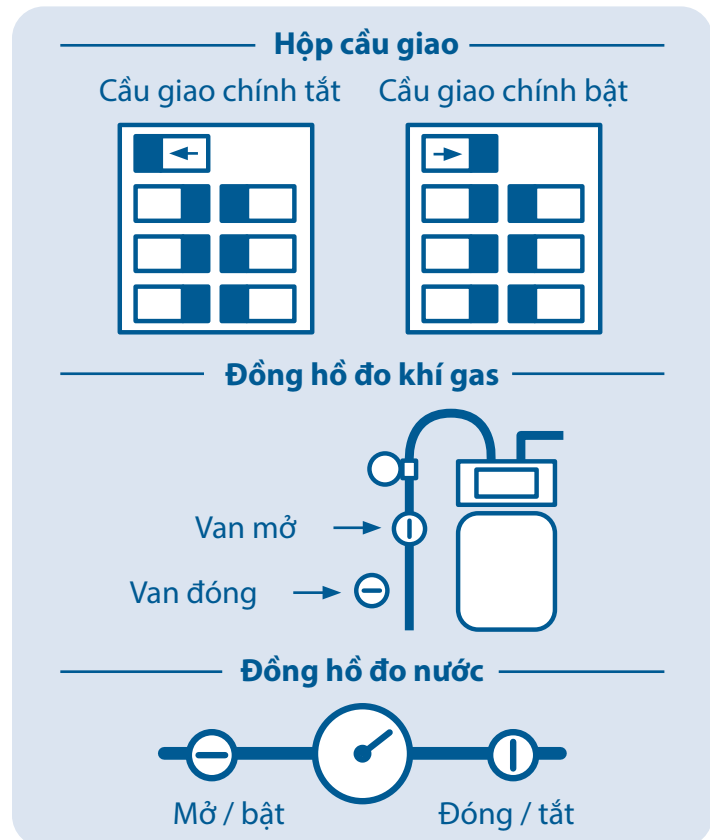 Hộp cầu giao
Cầu giao chính tắt
Cầu giao chính bật
Đồng hồ đo khí gas
Van mở
Van đóng
Đồng hồ đo nước
Mở / bật
Đóng / tắt